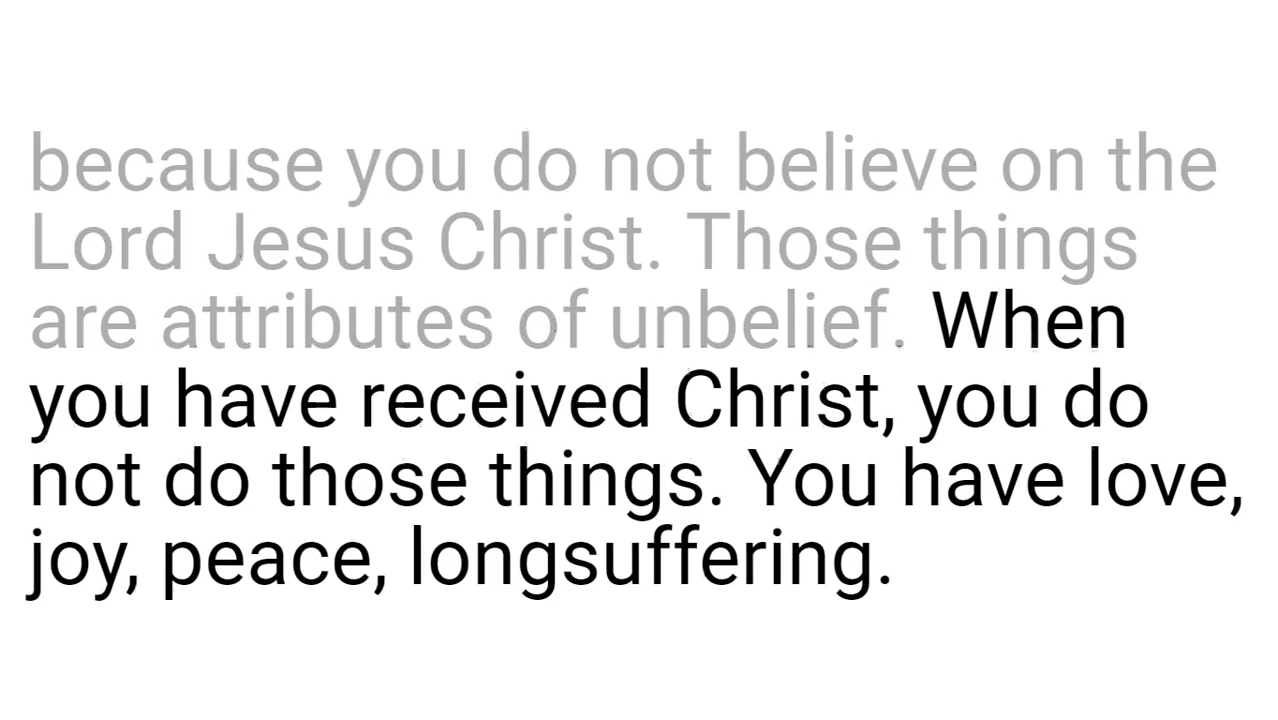 because you do not believe on the
Lord Jesus Christ. Those things
are attributes of unbelief. When
you have received Christ, you do
not do those things. You have love,
joy, peace, longsuffering.